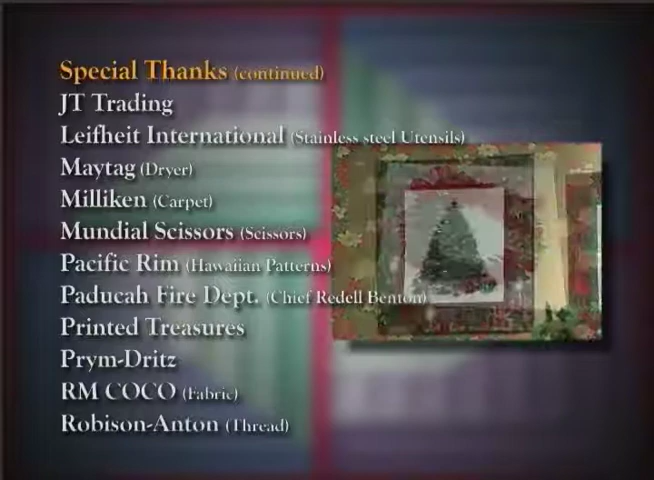 Special Thanks (continued)
JT Trading
Leifheit International (Stainless steel Utensils)
Maytag (Dryer)
Milliken (Carpet)
Mundial Scissors (Scissors)
Pacific Rim (Hawaiian Patterns)
Paducah Fire Dept. (Chief Redell Benton)
Printed Treasures
Prym-Dritz
RM COCO (Fabric)
Robison-Anton (Thread)